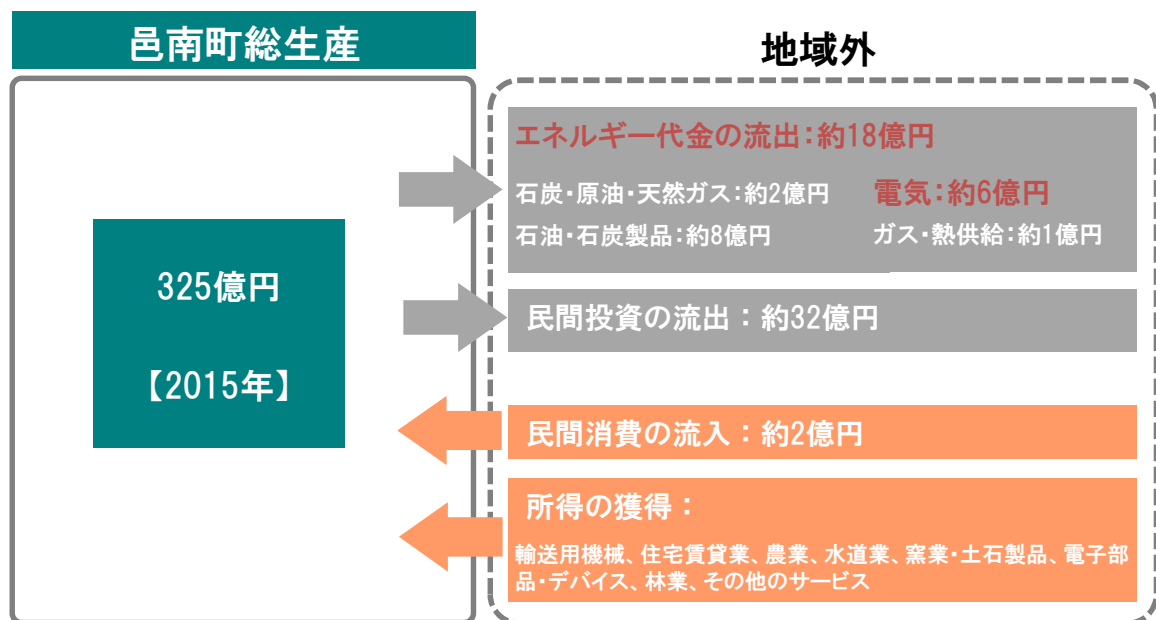 邑南町総生産
地域外
325億円
【2015年】
エネルギー代金の流出：約18億円
石炭・原油・天然ガス：約2億円
電気：約6億円
石油・石炭製品：約8億円
ガス・熱供給：約1億円
民間投資の流出：約32億円
民間消費の流入：約2億円
所得の獲得：
輸送用機械、住宅賃貸業、農業、水道業、窯業・土石製品、電子部
品・デバイス、林業、その他のサービス